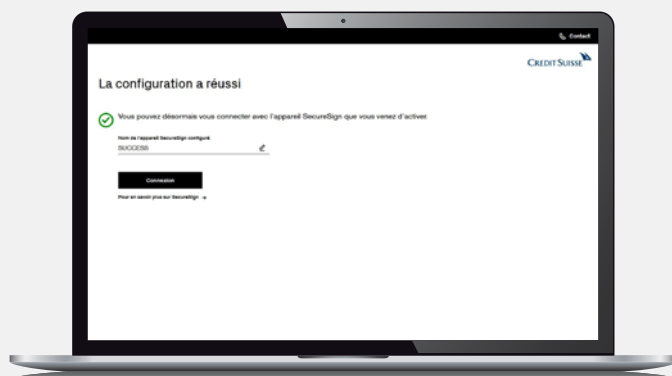 Contact
CREDIT SUISSE
La configuration a réussi
Vous pouvez désormais vous connecter avec l'appareil SecureSign que vous venez d'activer.
Nom de l'appareil SecureSign configuré
SUCCESS
Connexion
Pour en savoir plus sur SecureSign